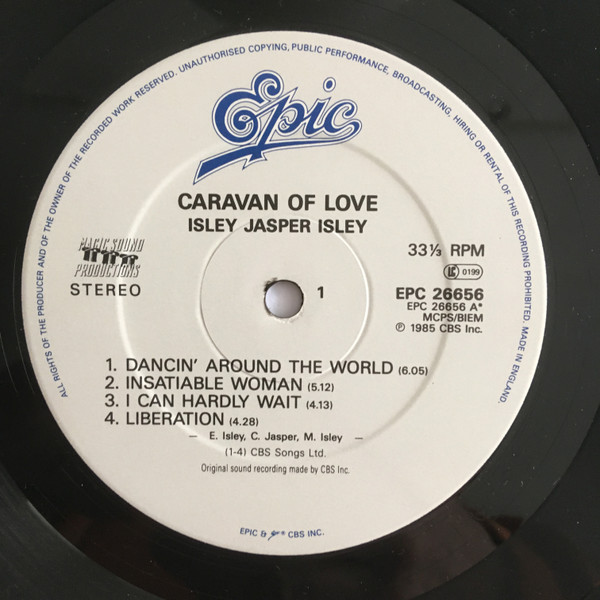 ALL RIGHTS OF THE PRODUCER AND OF THE OWNER OF THE RECORDED WORK RESERVED. UNAUTHORISED COPYING, PUBLIC PERFORMANCE, BROADCASTING, HIRING OR RENTAL OF THIS RECORDING PROHIBITED. MADE IN ENGLAND.
Epic
CARAVAN OF LOVE
ISLEY JASPER ISLEY
MAGIC SOUND
PRODUCTIONS
STEREO
33⅓ RPM
LC 0199
1
EPC 26656
EPC 26656 A*
MCPS/BIEM
℗ 1985 CBS Inc.
1. DANCIN' AROUND THE WORLD (6.05)
2. INSATIABLE WOMAN (5.12)
3. I CAN HARDLY WAIT (4.13)
4. LIBERATION (4.28)
— E. Isley, C. Jasper, M. Isley —
(1-4) CBS Songs Ltd.
Original sound recording made by CBS Inc.
EPIC & Epic ® CBS INC.